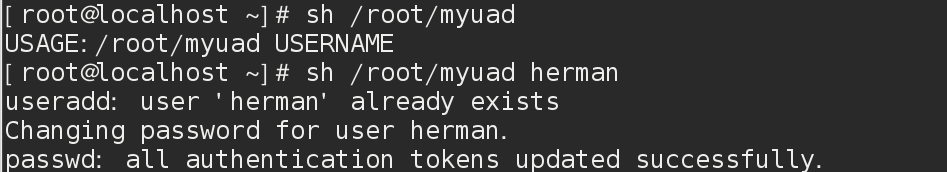 [root@localhost ~]# sh /root/myuad
USAGE:/root/myuad USERNAME
[root@localhost ~]# sh /root/myuad herman
useradd: user 'herman' already exists
Changing password for user herman.
passwd: all authentication tokens updated successfully.